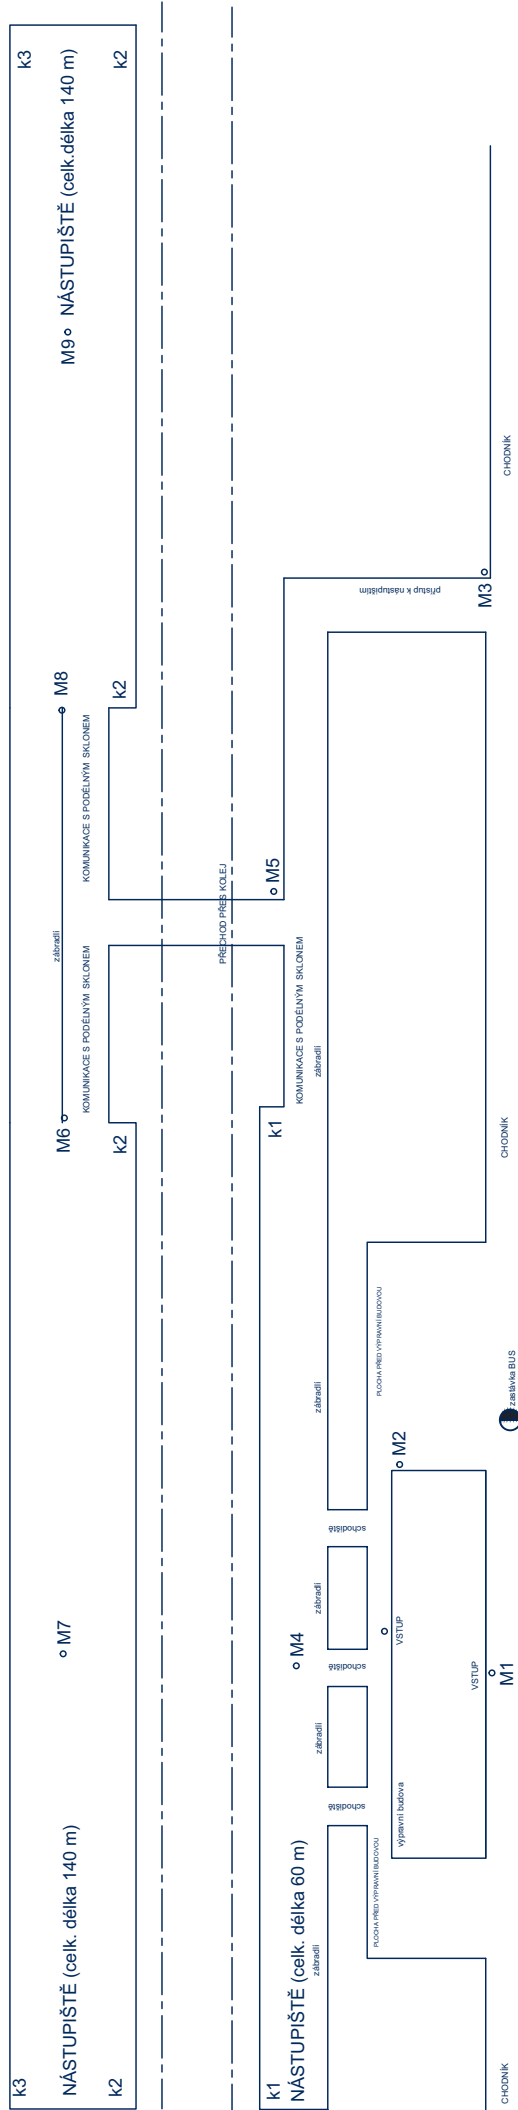 k3
k2
NÁSTUPIŠTĚ (celk.délka 140 m)
M9
CHODNÍK
přístup k nástupištím
M3
M8
k2
KOMUNIKACE S PODÉLNÝM SKLONEM
zábradlí
M5
PŘECHOD PŘES KOLEJ
KOMUNIKACE S PODÉLNÝM SKLONEM
KOMUNIKACE S PODÉLNÝM SKLONEM
zábradlí
M6
k2
k1
CHODNÍK
PLOCHA PŘED VÝPRAVNÍ BUDOVOU
zábradlí
zastávka BUS
M2
schodiště
zábradlí
M7
M4
schodiště
VSTUP
VSTUP
M1
zábradlí
schodiště
výpravní budova
PLOCHA PŘED VÝPRAVNÍ BUDOVOU
NÁSTUPIŠTĚ (celk. délka 140 m)
NÁSTUPIŠTĚ (celk. délka 60 m)
zábradlí
k3
k2
k1
CHODNÍK